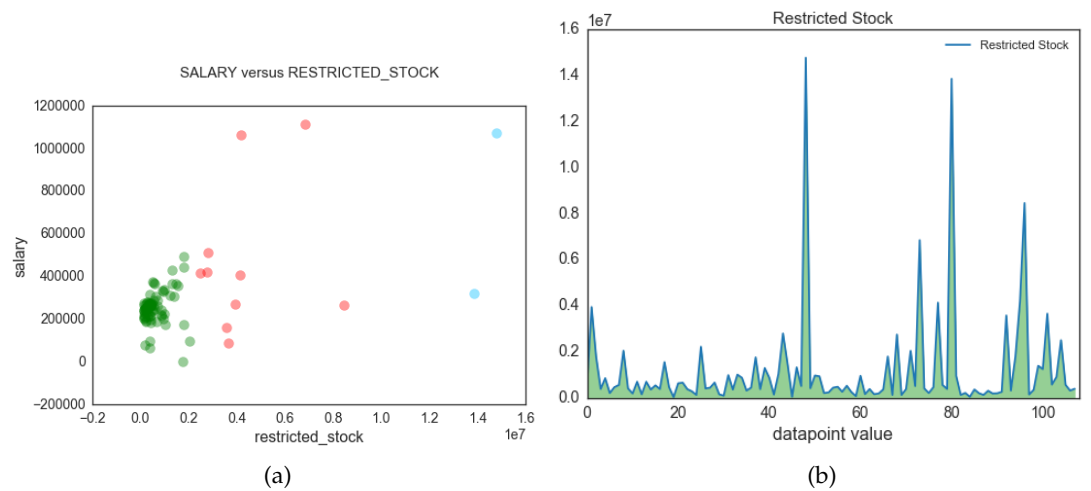 SALARY versus RESTRICTED_STOCK
1200000
1000000
800000
600000
400000
200000
0
−200000
salary
−0.2 0.0 0.2 0.4 0.6 0.8 1.0 1.2 1.4 1.6
1e7
restricted_stock
(a)
Restricted Stock
1e7
1.6
1.4
1.2
1.0
0.8
0.6
0.4
0.2
0.0
Restricted Stock
0 20 40 60 80 100
datapoint value
(b)